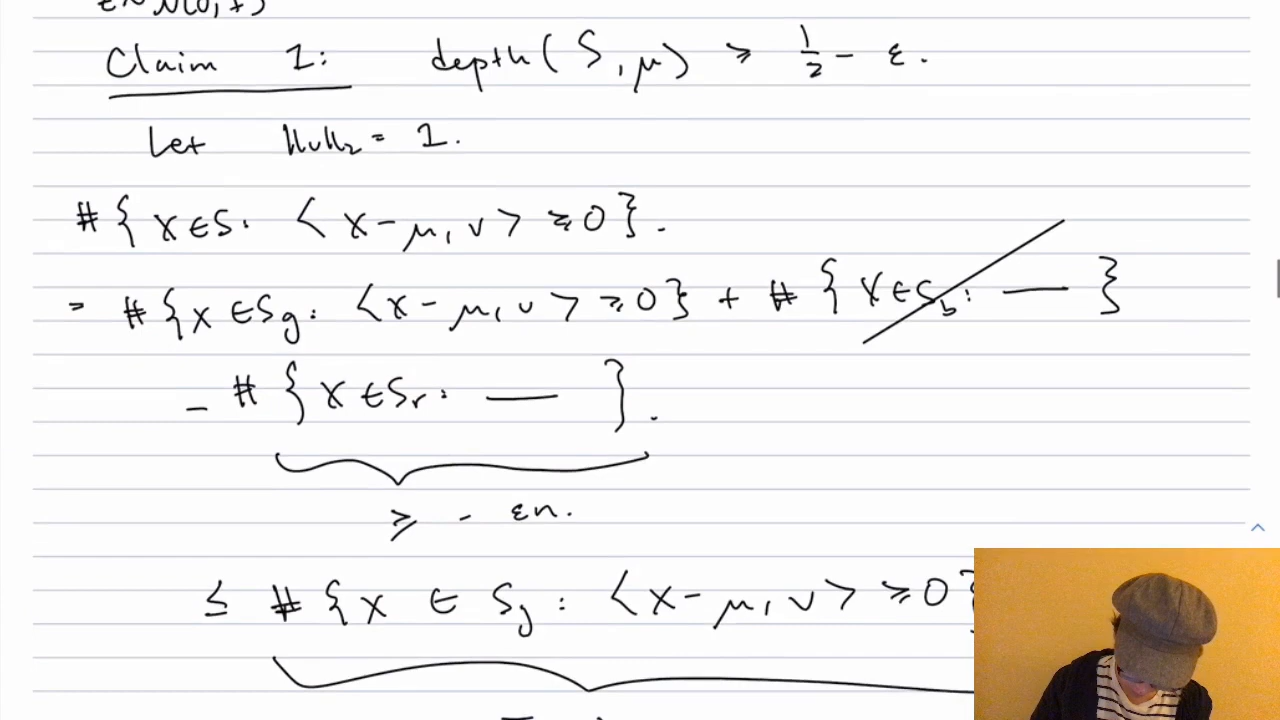 Claim 1: depth(S, μ) ≥ 1/2 - ε.
Let ||v||₂ = 1.
# { x ∈ S : < x - μ, v > ≥ 0 }.
= # { x ∈ S_g : < x - μ, v > ≥ 0 } + # { x ∈ S_b : — }
- # { x ∈ S_r : — }.
≥ - εn.
≤ # { x ∈ S_g : < x - μ, v > ≥ 0 }